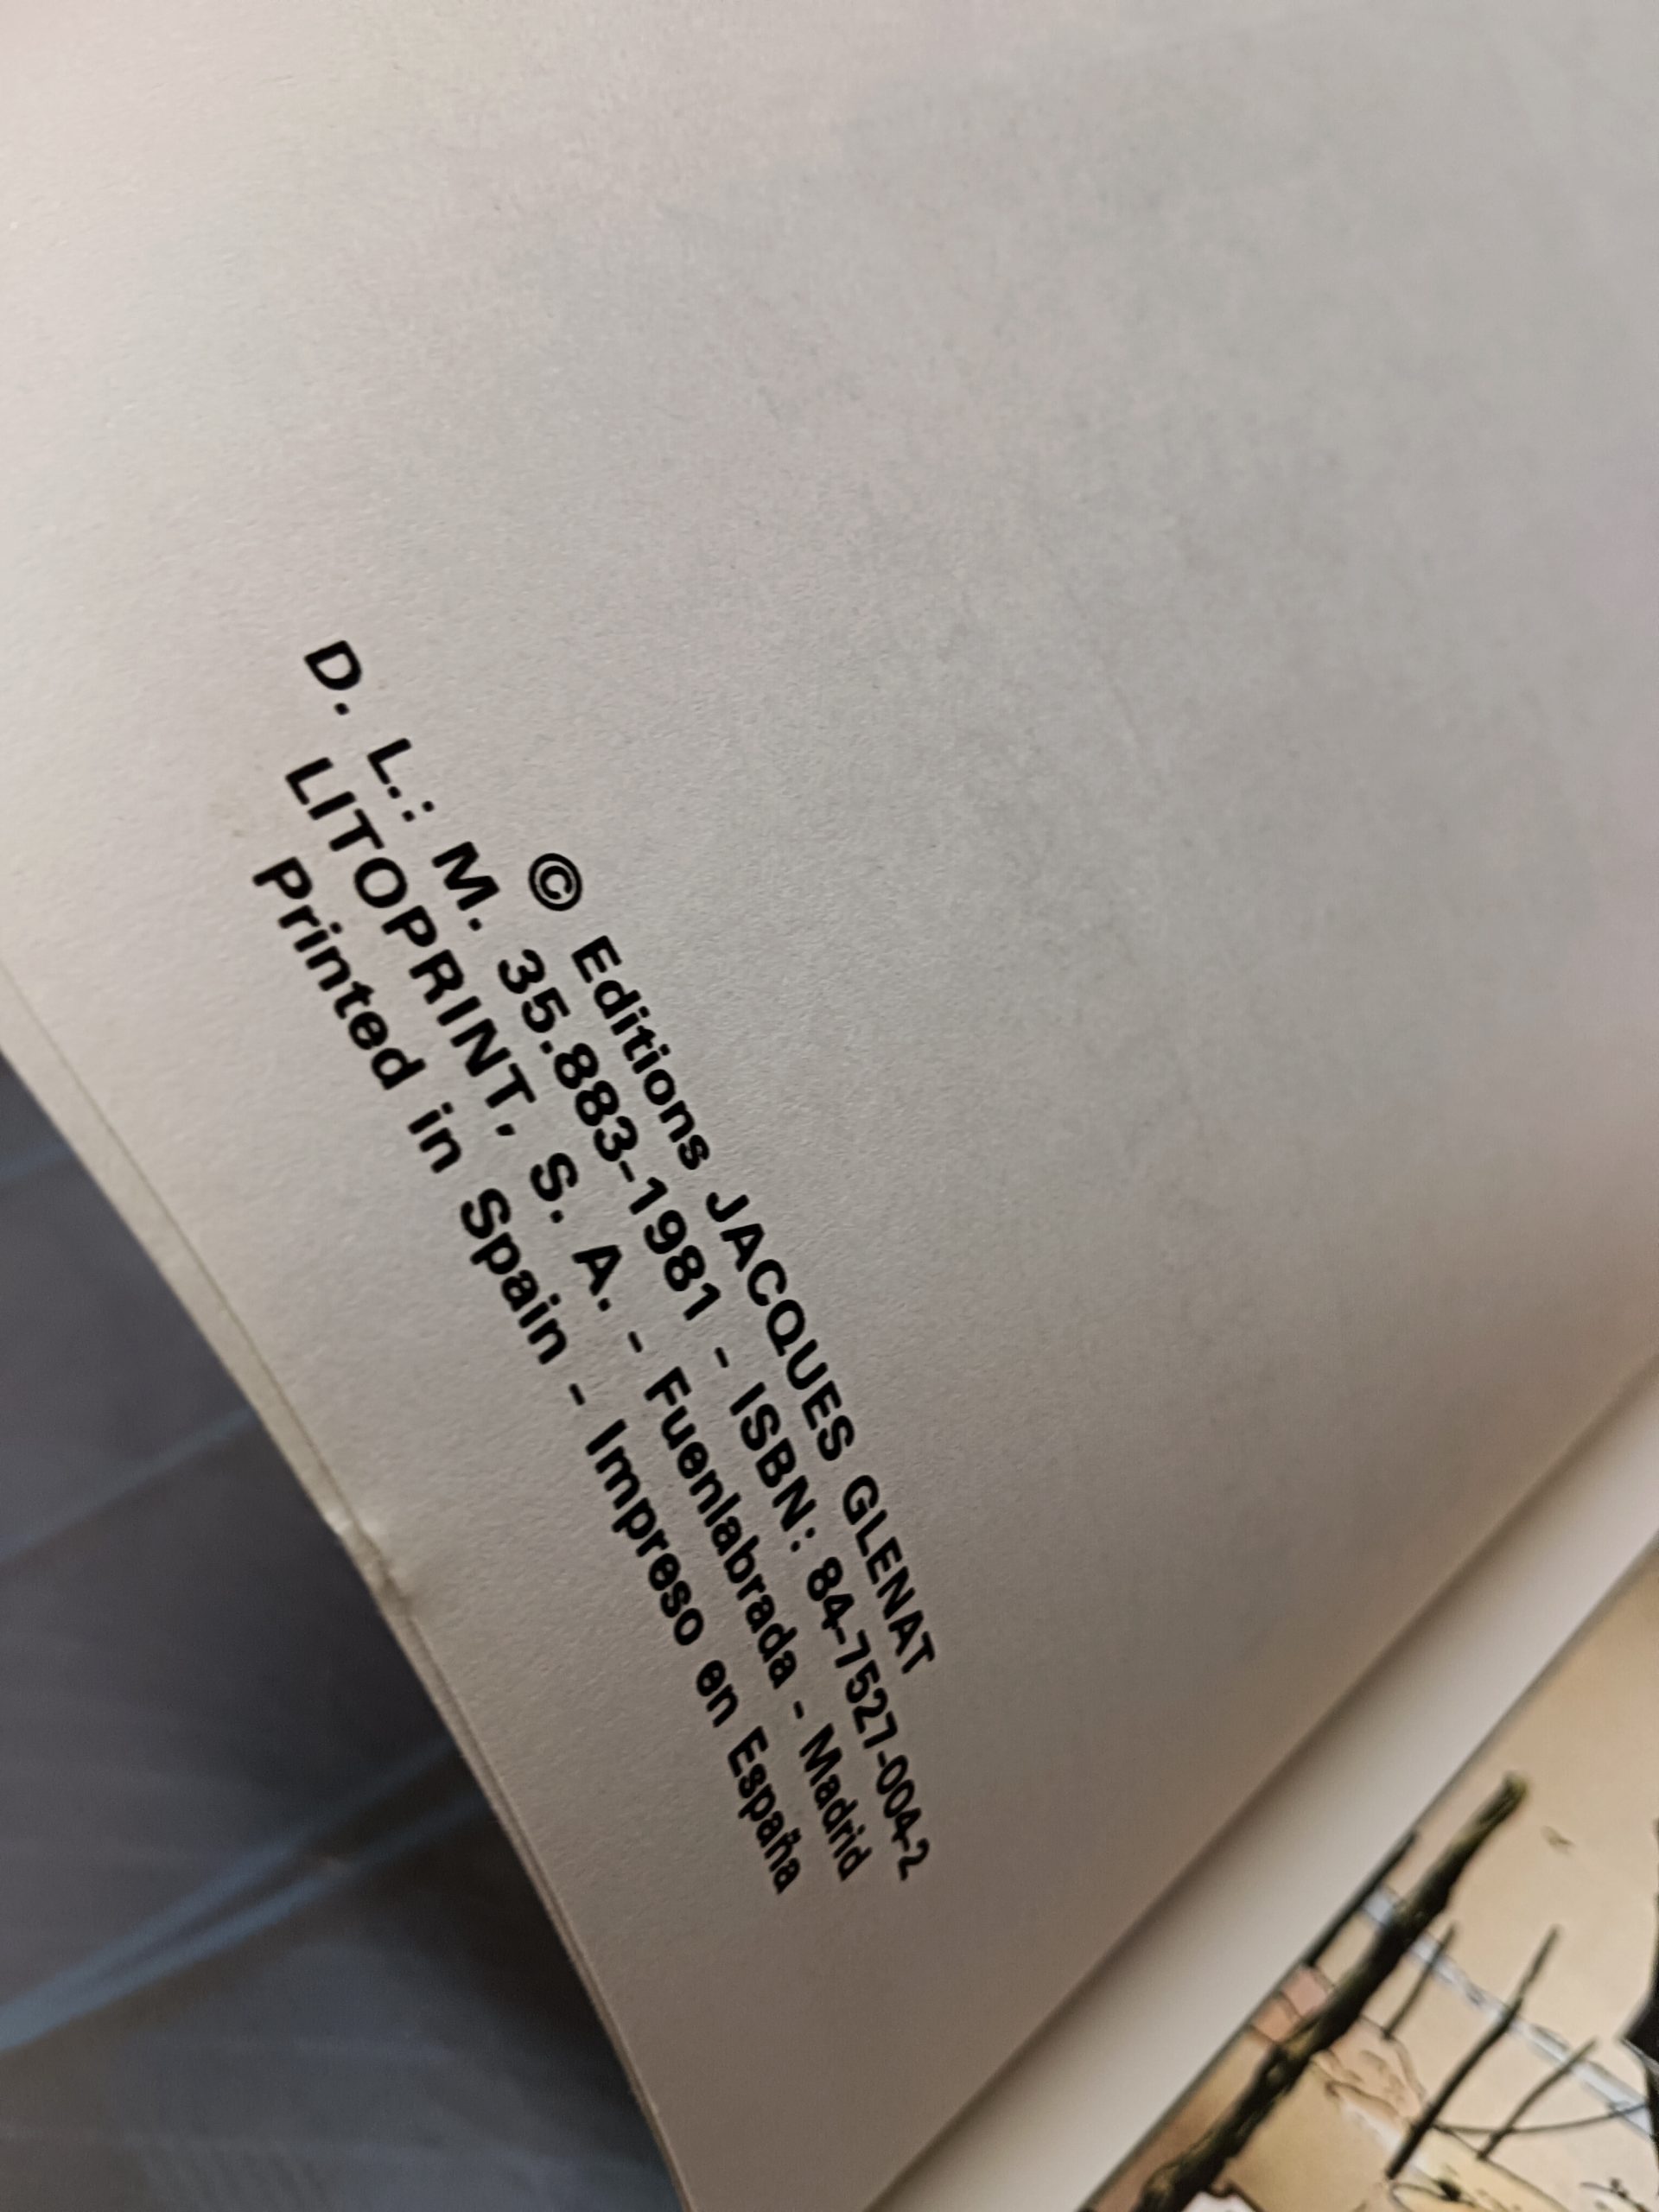 © Editions JACQUES GLENAT
D. L.: M. 35.883-1981 - ISBN: 84-7527-004-2
LITOPRINT, S. A. - Fuenlabrada - Madrid
Printed in Spain - Impreso en España